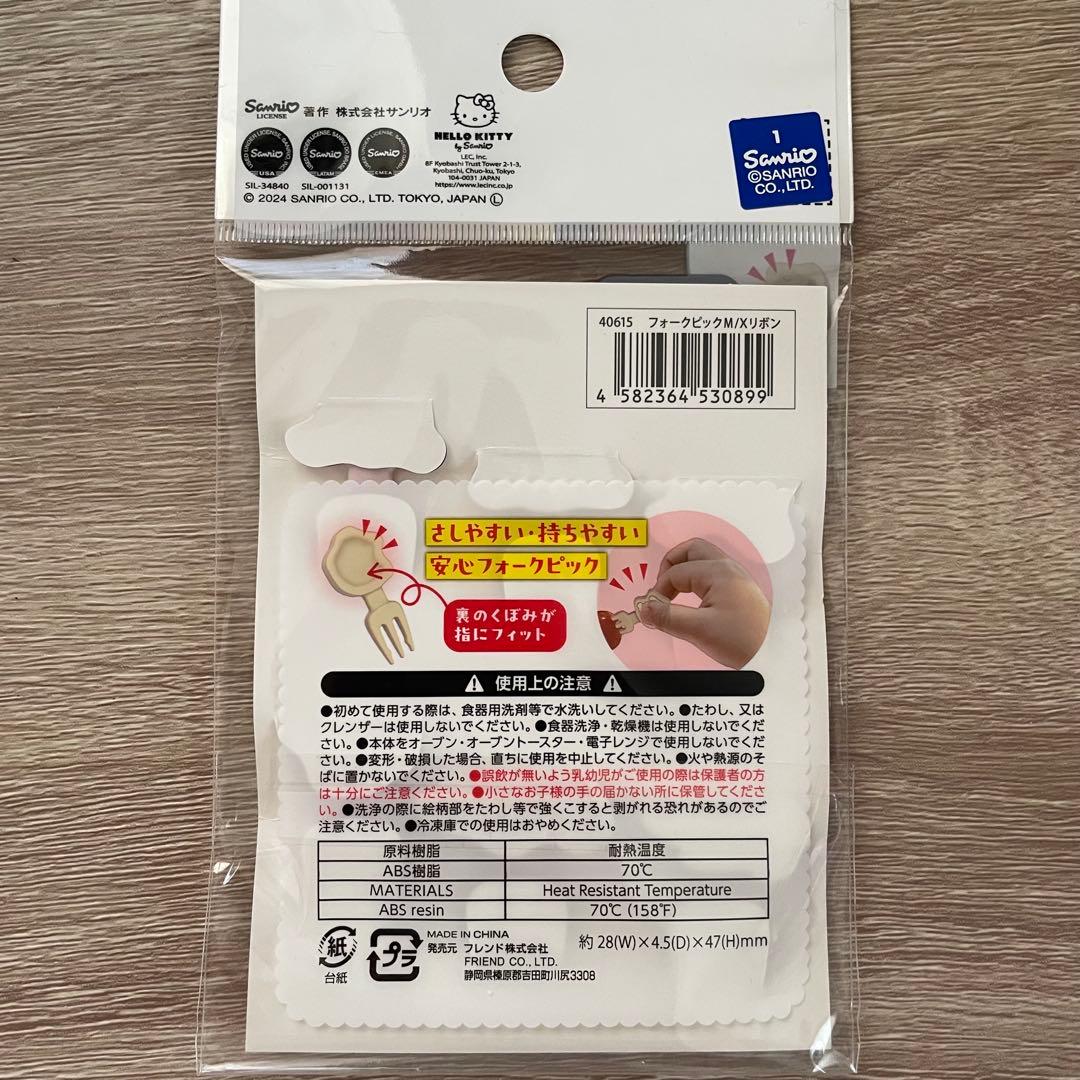 Sanrio
LICENSE
著作 株式会社サンリオ
USED UNDER LICENSE. SANRIO, INC.
Sanrio
USA
USED UNDER LICENSE. SANRIO DO BRASIL
Sanrio
LATAM
USED UNDER LICENSE.
Sanrio
EMEA
SIL-34840 SIL-001131
© 2024 SANRIO CO., LTD. TOKYO, JAPAN Ⓛ
HELLO KITTY
by Sanrio
LEC, Inc.
8F Kyobashi Trust Tower 2-1-3,
Kyobashi, Chuo-ku, Tokyo
104-0031 JAPAN
https://www.lecinc.co.jp
1
Sanrio
©SANRIO
CO., LTD.
40615 フォークピックM/Xリボン
4 582364 530899
さしやすい・持ちやすい
安心フォークピック
裏のくぼみが
指にフィット
⚠ 使用上の注意 ⚠
●初めて使用する際は、食器用洗剤等で水洗いしてください。●たわし、又は
クレンザーは使用しないでください。●食器洗浄・乾燥機は使用しないでくだ
さい。●本体をオーブン・オーブントースター・電子レンジで使用しないでくだ
さい。●変形・破損した場合、直ちに使用を中止してください。●火や熱源のそ
ばに置かないでください。●誤飲が無いよう乳幼児がご使用の際は保護者の方
は十分にご注意ください。●小さなお子様の手の届かない所に保管してくださ
い。●洗浄の際に絵柄部をたわし等で強くこすると剥がれる恐れがあるのでご
注意ください。●冷凍庫での使用はおやめください。
原料樹脂 耐熱温度
ABS樹脂 70℃
MATERIALS Heat Resistant Temperature
ABS resin 70℃ (158℉)
紙
台紙
プラ
MADE IN CHINA
発売元 フレンド株式会社
FRIEND CO., LTD.
静岡県榛原郡吉田町川尻3308
約 28(W)×4.5(D)×47(H)mm